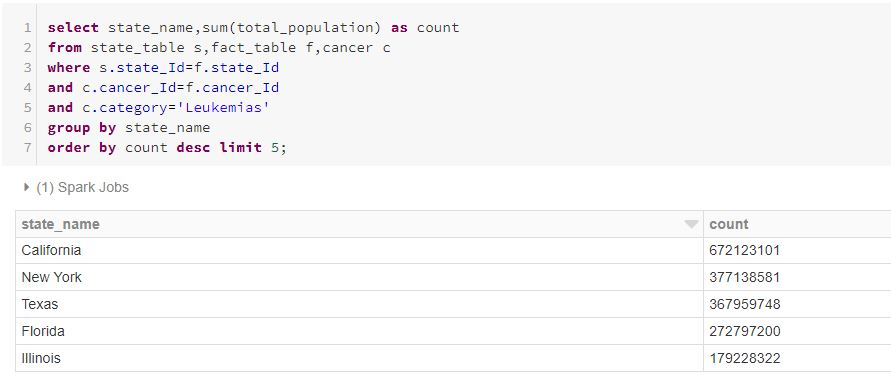 1 select state_name,sum(total_population) as count
2 from state_table s,fact_table f,cancer c
3 where s.state_Id=f.state_Id
4 and c.cancer_Id=f.cancer_Id
5 and c.category='Leukemias'
6 group by state_name
7 order by count desc limit 5;
(1) Spark Jobs
state_name count
California 672123101
New York 377138581
Texas 367959748
Florida 272797200
Illinois 179228322